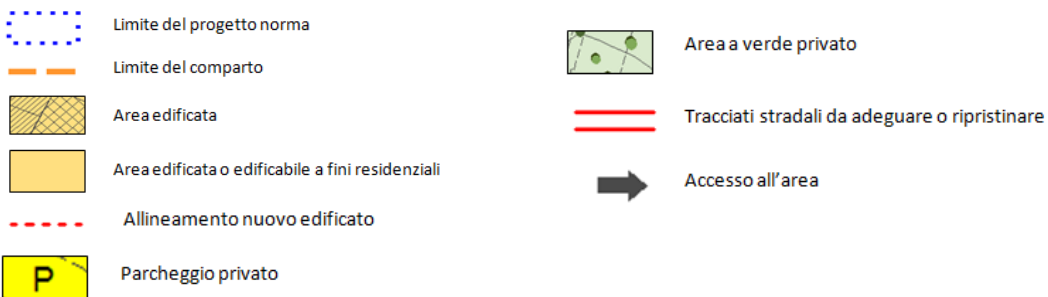 Limite del progetto norma
Limite del comparto
Area edificata
Area edificata o edificabile a fini residenziali
Allineamento nuovo edificato
P
Parcheggio privato
Area a verde privato
Tracciati stradali da adeguare o ripristinare
Accesso all'area